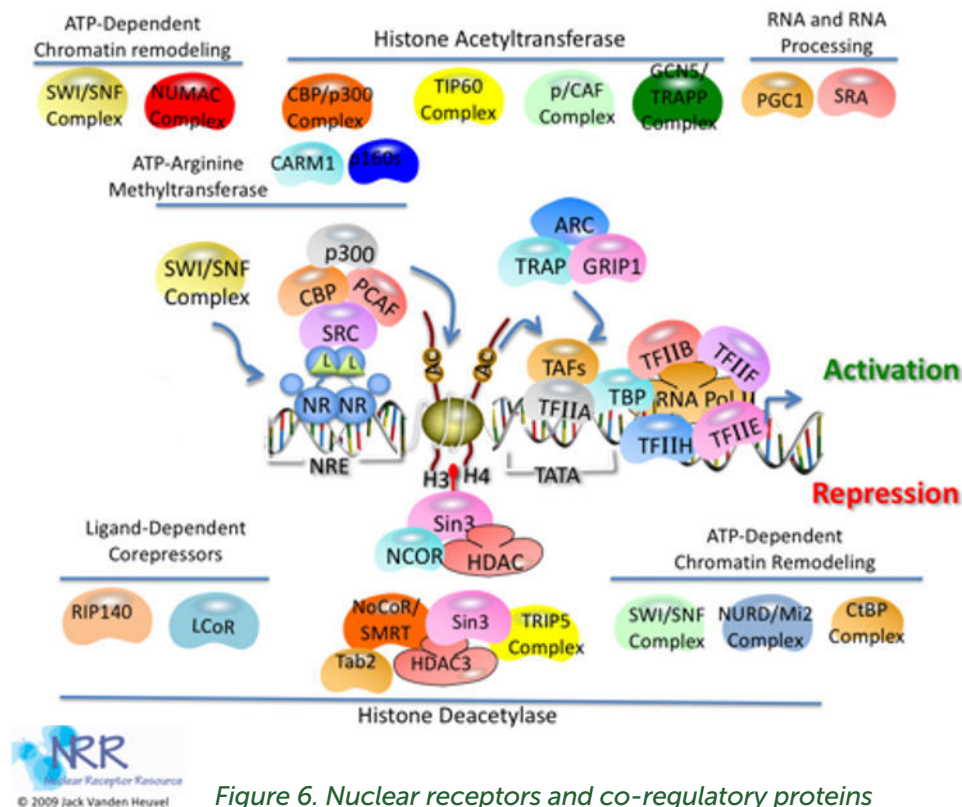 ATP-Dependent
Chromatin remodeling
Histone Acetyltransferase
RNA and RNA
Processing
SWI/SNF
Complex
NUMAC
Complex
CBP/p300
Complex
TIP60
Complex
p/CAF
Complex
GCN5/
TRAPP
Complex
PGC1
SRA
ATP-Arginine
Methyltransferase
CARM1
p160s
SWI/SNF
Complex
p300
CBP
PCAF
SRC
L
L
NR
NR
NRE
Ac
Ac
H3
H4
ARC
TRAP
GRIP1
TAFs
TFIIA
TBP
TATA
TFIIB
TFIIF
RNA Pol II
TFIIH
TFIIE
Activation
Repression
Sin3
NCOR
HDAC
Ligand-Dependent
Corepressors
RIP140
LCoR
NoCoR/
SMRT
Sin3
TRIP5
Complex
Tab2
HDAC3
ATP-Dependent
Chromatin Remodeling
SWI/SNF
Complex
NURD/Mi2
Complex
CtBP
Complex
Histone Deacetylase
NRR
Nuclear Receptor Resource
© 2009 Jack Vanden Heuvel
Figure 6. Nuclear receptors and co-regulatory proteins